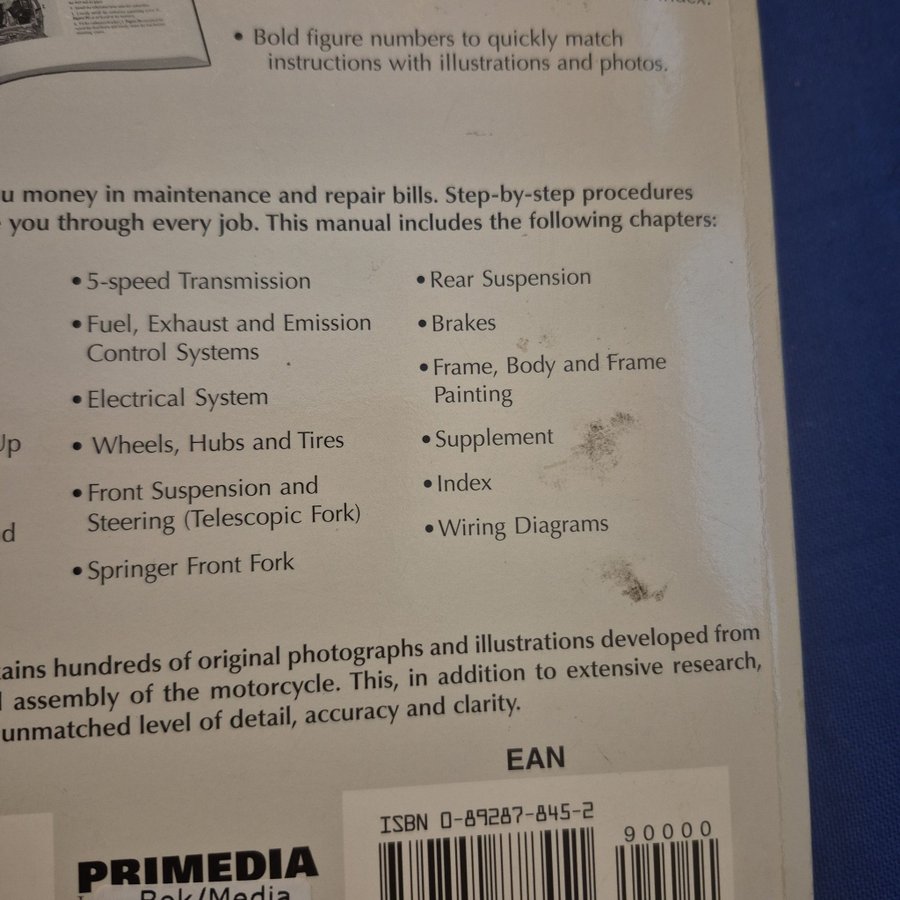 index.
• Bold figure numbers to quickly match
instructions with illustrations and photos.
u money in maintenance and repair bills. Step-by-step procedures
you through every job. This manual includes the following chapters:
• 5-speed Transmission
• Fuel, Exhaust and Emission
Control Systems
• Electrical System
• Wheels, Hubs and Tires
• Front Suspension and
Steering (Telescopic Fork)
• Springer Front Fork
• Rear Suspension
• Brakes
• Frame, Body and Frame
Painting
• Supplement
• Index
• Wiring Diagrams
Up
d
tains hundreds of original photographs and illustrations developed from
l assembly of the motorcycle. This, in addition to extensive research,
unmatched level of detail, accuracy and clarity.
EAN
ISBN 0-89287-845-2
90000
PRIMEDIA
Bok/Media